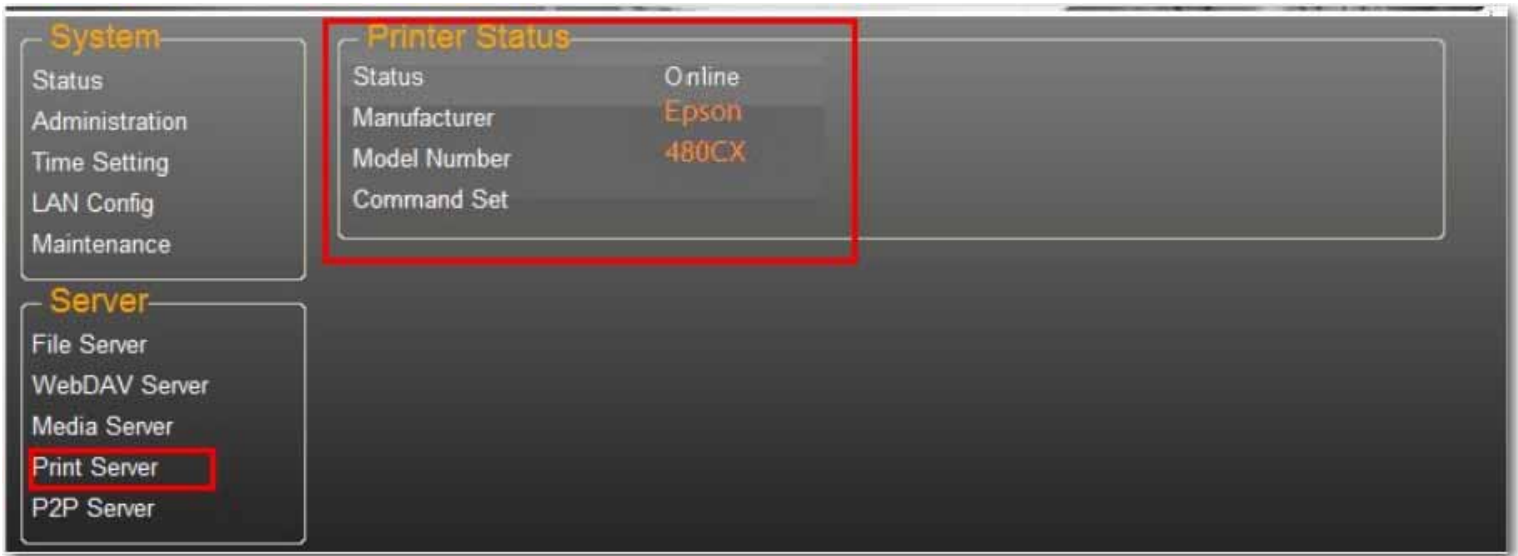 System
Status
Administration
Time Setting
LAN Config
Maintenance
Server
File Server
WebDAV Server
Media Server
Print Server
P2P Server
Printer Status
Status Online
Manufacturer Epson
Model Number 480CX
Command Set